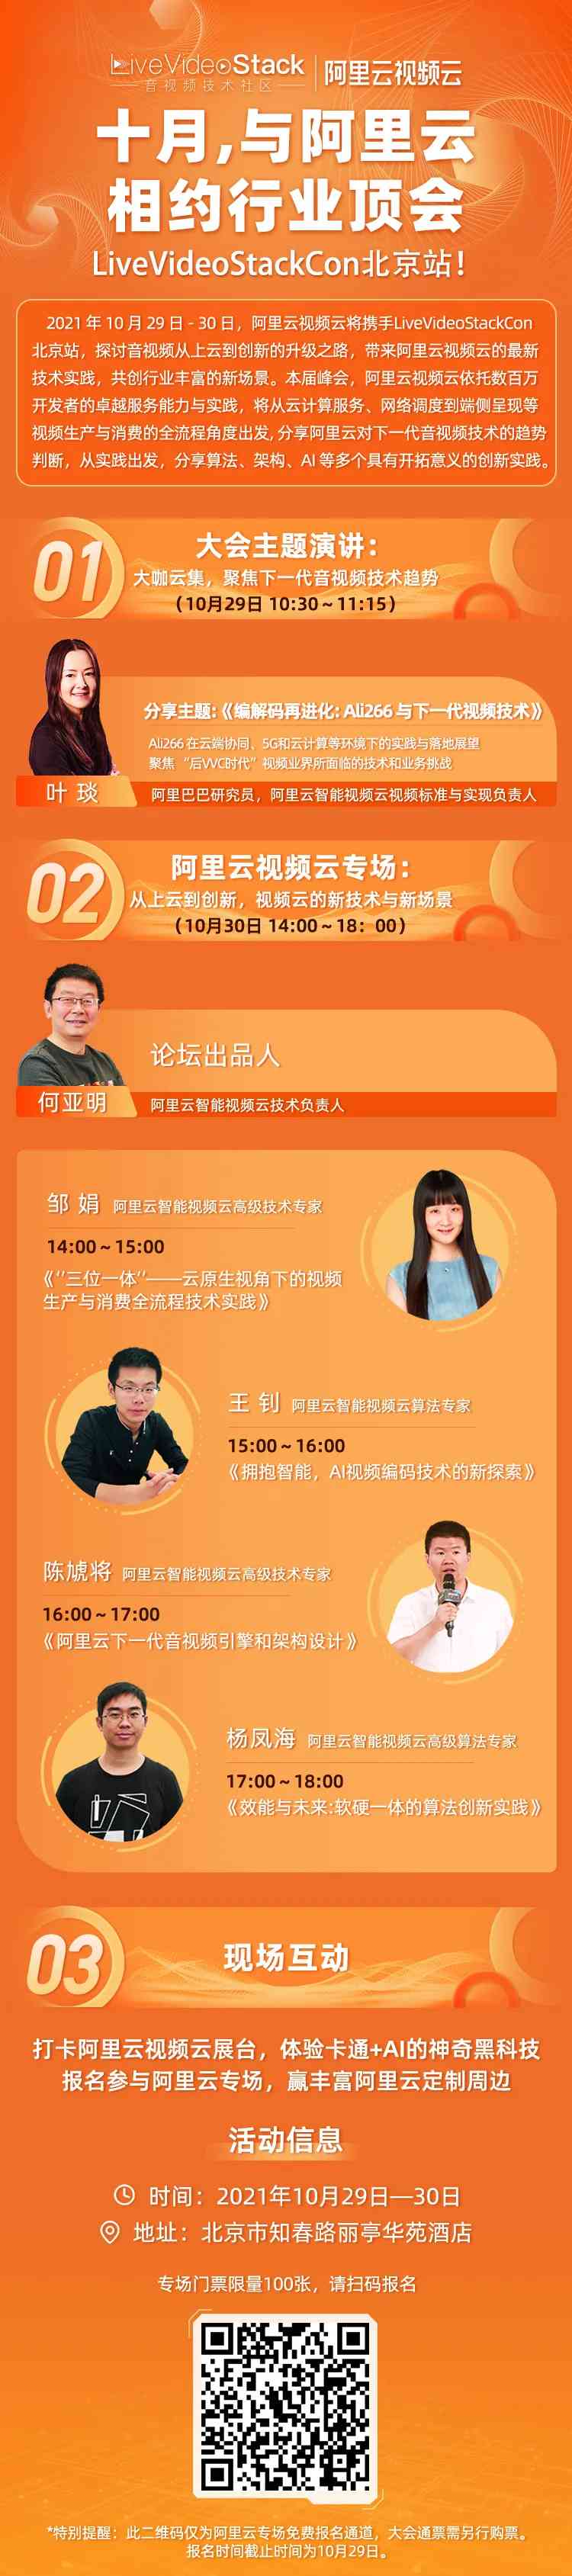 LiveVideoStack
音视频技术社区
阿里云视频云
十月,与阿里云
相约行业顶会
LiveVideoStackCon北京站!
2021年10月29日-30日，阿里云视频云将携手LiveVideoStackCon
北京站，探讨音视频从上云到创新的升级之路，带来阿里云视频云的最新
技术实践，共创行业丰富的新场景。本届峰会，阿里云视频云依托数百万
开发者的卓越服务能力与实践，将从云计算服务、网络调度到端侧呈现等
视频生产与消费的全流程角度出发,分享阿里云对下一代音视频技术的趋势
判断，从实践出发，分享算法、架构、AI等多个具有开拓意义的创新实践。
01
大会主题演讲：
大咖云集，聚焦下一代音视频技术趋势
（10月29日 10:30~11:15）
分享主题:《编解码再进化: Ali266与下一代视频技术》
Ali266在云端协同、5G和云计算等环境下的实践与落地展望
聚焦 “后VVC时代”视频业界所面临的技术和业务挑战
叶 琰
阿里巴巴研究员，阿里云智能视频云视频标准与实现负责人
02
阿里云视频云专场：
从上云到创新，视频云的新技术与新场景
（10月30日 14:00~18：00）
论坛出品人
何亚明
阿里云智能视频云技术负责人
邹 娟 阿里云智能视频云高级技术专家
14:00~15:00
《“三位一体”——云原生视角下的视频
生产与消费全流程技术实践》
王 钊 阿里云智能视频云算法专家
15:00~16:00
《拥抱智能，AI视频编码技术的新探索》
陈虓将 阿里云智能视频云高级技术专家
16:00~17:00
《阿里云下一代音视频引擎和架构设计》
杨凤海 阿里云智能视频云高级算法专家
17:00~18:00
《效能与未来:软硬一体的算法创新实践》
03
现场互动
打卡阿里云视频云展台，体验卡通+AI的神奇黑科技
报名参与阿里云专场，赢丰富阿里云定制周边
活动信息
时间：2021年10月29日—30日
地址：北京市知春路丽亭华苑酒店
专场门票限量100张，请扫码报名
*特别提醒：此二维码仅为阿里云专场免费报名通道，大会通票需另行购票。
报名时间截止时间为10月29日。